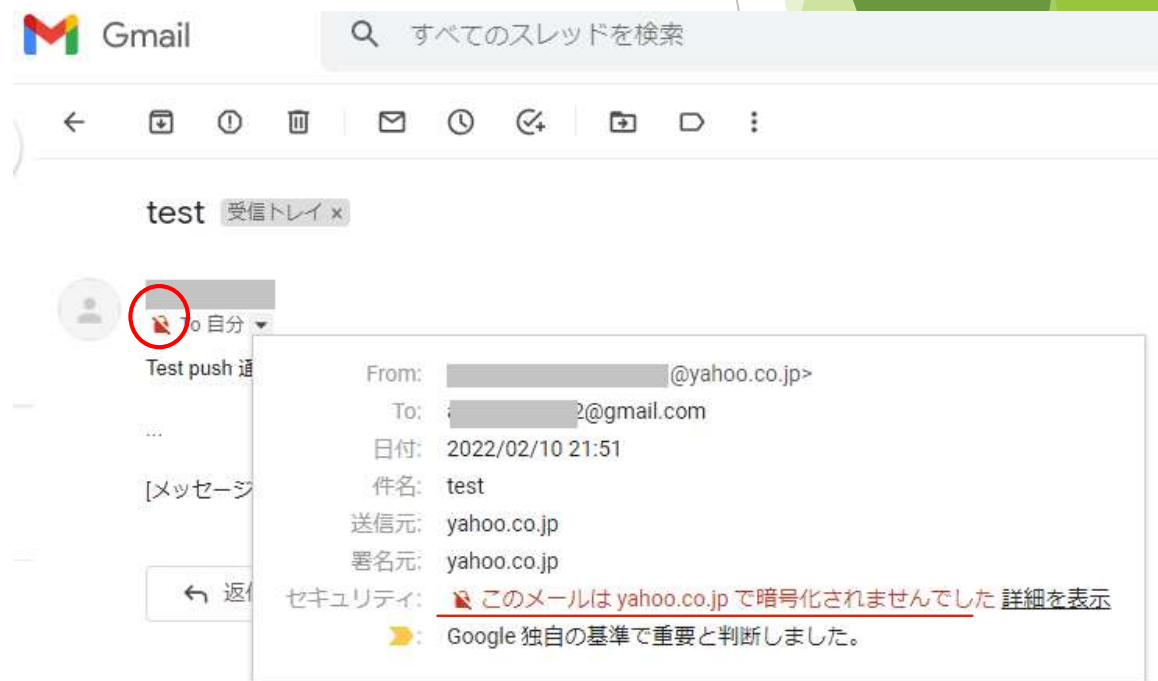 Gmail
すべてのスレッドを検索
test 受信トレイ ×
To 自分
Test push 通
...
[メッセージ
返信
From: @yahoo.co.jp>
To: 2@gmail.com
日付: 2022/02/10 21:51
件名: test
送信元: yahoo.co.jp
署名元: yahoo.co.jp
セキュリティ: このメールは yahoo.co.jp で暗号化されませんでした 詳細を表示
: Google 独自の基準で重要と判断しました。